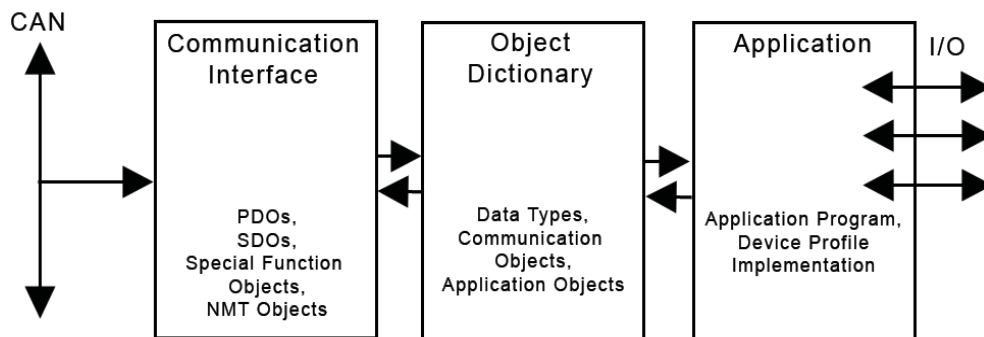 CAN
Communication
Interface
PDOs,
SDOs,
Special Function
Objects,
NMT Objects
Object
Dictionary
Data Types,
Communication
Objects,
Application Objects
Application
Application Program,
Device Profile
Implementation
I/O